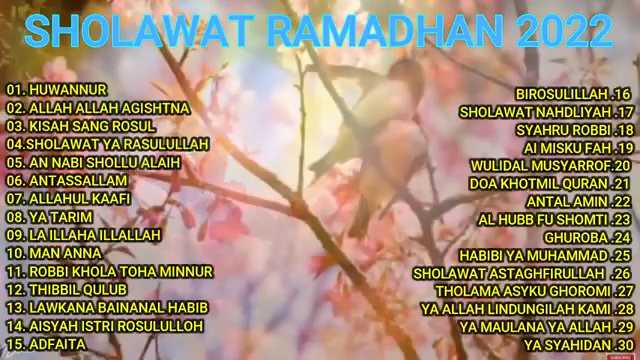 SHOLAWAT RAMADHAN 2022
01. HUWANNUR
02. ALLAH ALLAH AGISHTNA
03. KISAH SANG ROSUL
04.SHOLAWAT YA RASULULLAH
05. AN NABI SHOLLU ALAIH
06. ANTASSALLAM
07. ALLAHUL KAAFI
08. YA TARIM
09. LA ILLAHA ILLALLAH
10. MAN ANNA
11. ROBBI KHOLA TOHA MINNUR
12. THIBBIL QULUB
13. LAWKANA BAINANAL HABIB
14. AISYAH ISTRI ROSULULLOH
15. ADFAITA
BIROSULILLAH .16
SHOLAWAT NAHDLIYAH .17
SYAHRU ROBBI .18
AI MISKU FAH .19
WULIDAL MUSYARROF.20
DOA KHOTMIL QURAN .21
ANTAL AMIN .22
AL HUBB FU SHOMTI .23
GHUROBA .24
HABIBI YA MUHAMMAD .25
SHOLAWAT ASTAGHFIRULLAH .26
THOLAMA ASYKU GHOROMI .27
YA ALLAH LINDUNGILAH KAMI .28
YA MAULANA YA ALLAH .29
YA SYAHIDAN .30